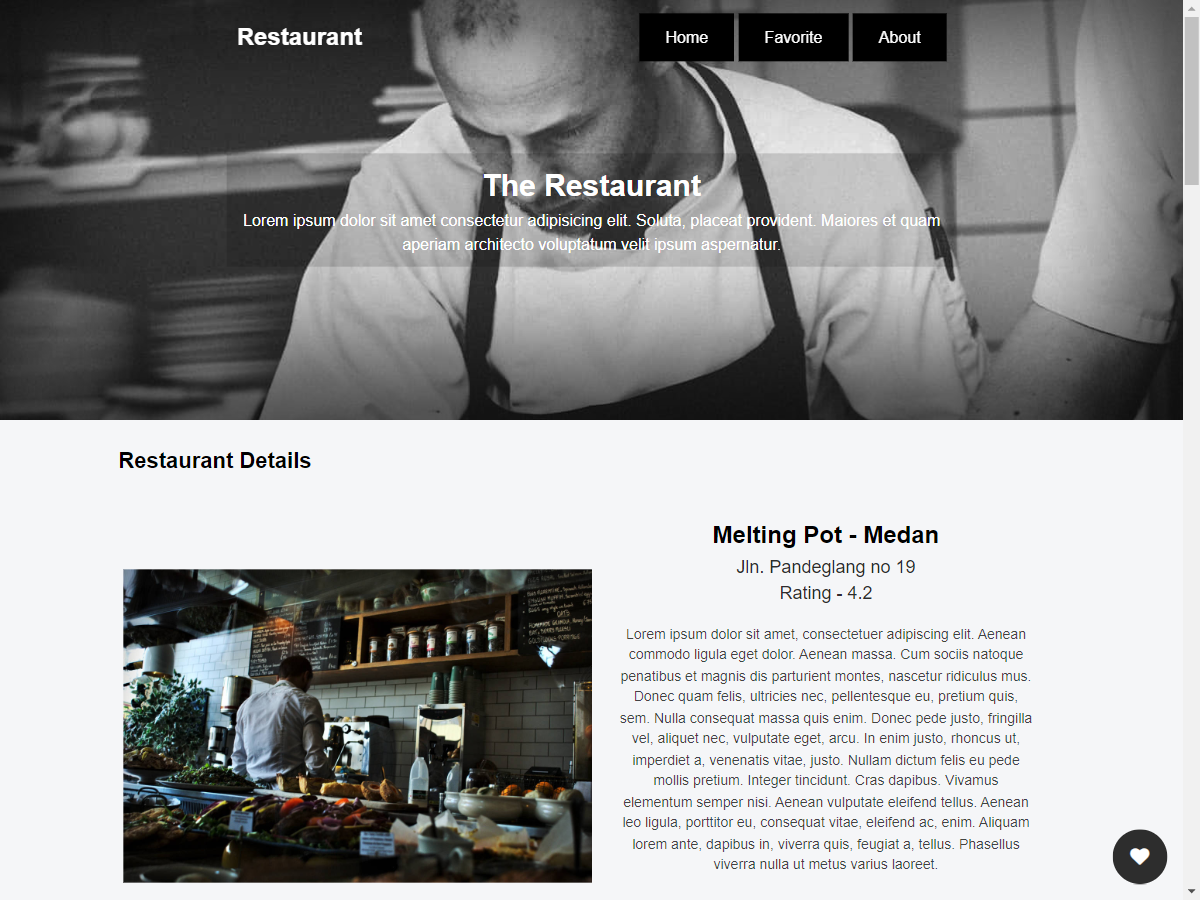 Restaurant
Home
Favorite
About
The Restaurant
Lorem ipsum dolor sit amet consectetur adipisicing elit. Soluta, placeat provident. Maiores et quam
aperiam architecto voluptatum velit ipsum aspernatur.
Restaurant Details
Melting Pot - Medan
Jln. Pandeglang no 19
Rating - 4.2
Lorem ipsum dolor sit amet, consectetuer adipiscing elit. Aenean
commodo ligula eget dolor. Aenean massa. Cum sociis natoque
penatibus et magnis dis parturient montes, nascetur ridiculus mus.
Donec quam felis, ultricies nec, pellentesque eu, pretium quis,
sem. Nulla consequat massa quis enim. Donec pede justo, fringilla
vel, aliquet nec, vulputate eget, arcu. In enim justo, rhoncus ut,
imperdiet a, venenatis vitae, justo. Nullam dictum felis eu pede
mollis pretium. Integer tincidunt. Cras dapibus. Vivamus
elementum semper nisi. Aenean vulputate eleifend tellus. Aenean
leo ligula, porttitor eu, consequat vitae, eleifend ac, enim. Aliquam
lorem ante, dapibus in, viverra quis, feugiat a, tellus. Phasellus
viverra nulla ut metus varius laoreet.